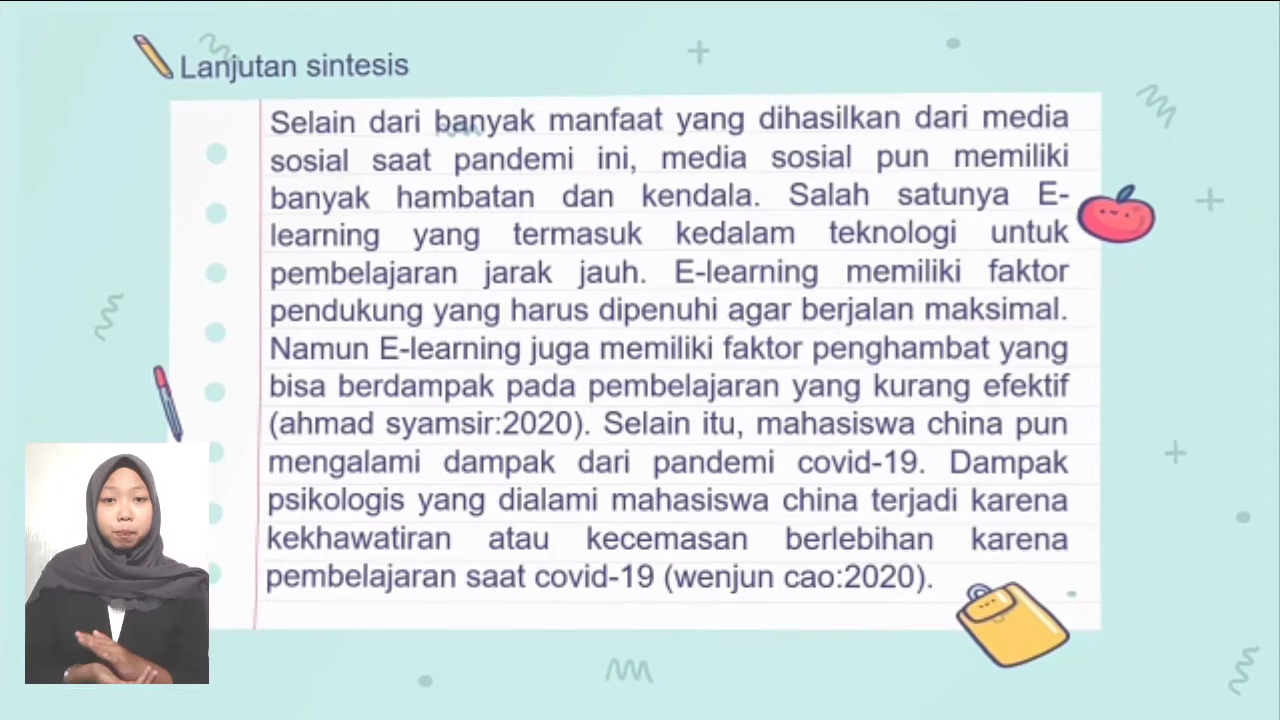 Lanjutan sintesis
Selain dari banyak manfaat yang dihasilkan dari media
sosial saat pandemi ini, media sosial pun memiliki
banyak hambatan dan kendala. Salah satunya E-
learning yang termasuk kedalam teknologi untuk
pembelajaran jarak jauh. E-learning memiliki faktor
pendukung yang harus dipenuhi agar berjalan maksimal.
Namun E-learning juga memiliki faktor penghambat yang
bisa berdampak pada pembelajaran yang kurang efektif
(ahmad syamsir:2020). Selain itu, mahasiswa china pun
mengalami dampak dari pandemi covid-19. Dampak
psikologis yang dialami mahasiswa china terjadi karena
kekhawatiran atau kecemasan berlebihan karena
pembelajaran saat covid-19 (wenjun cao:2020).